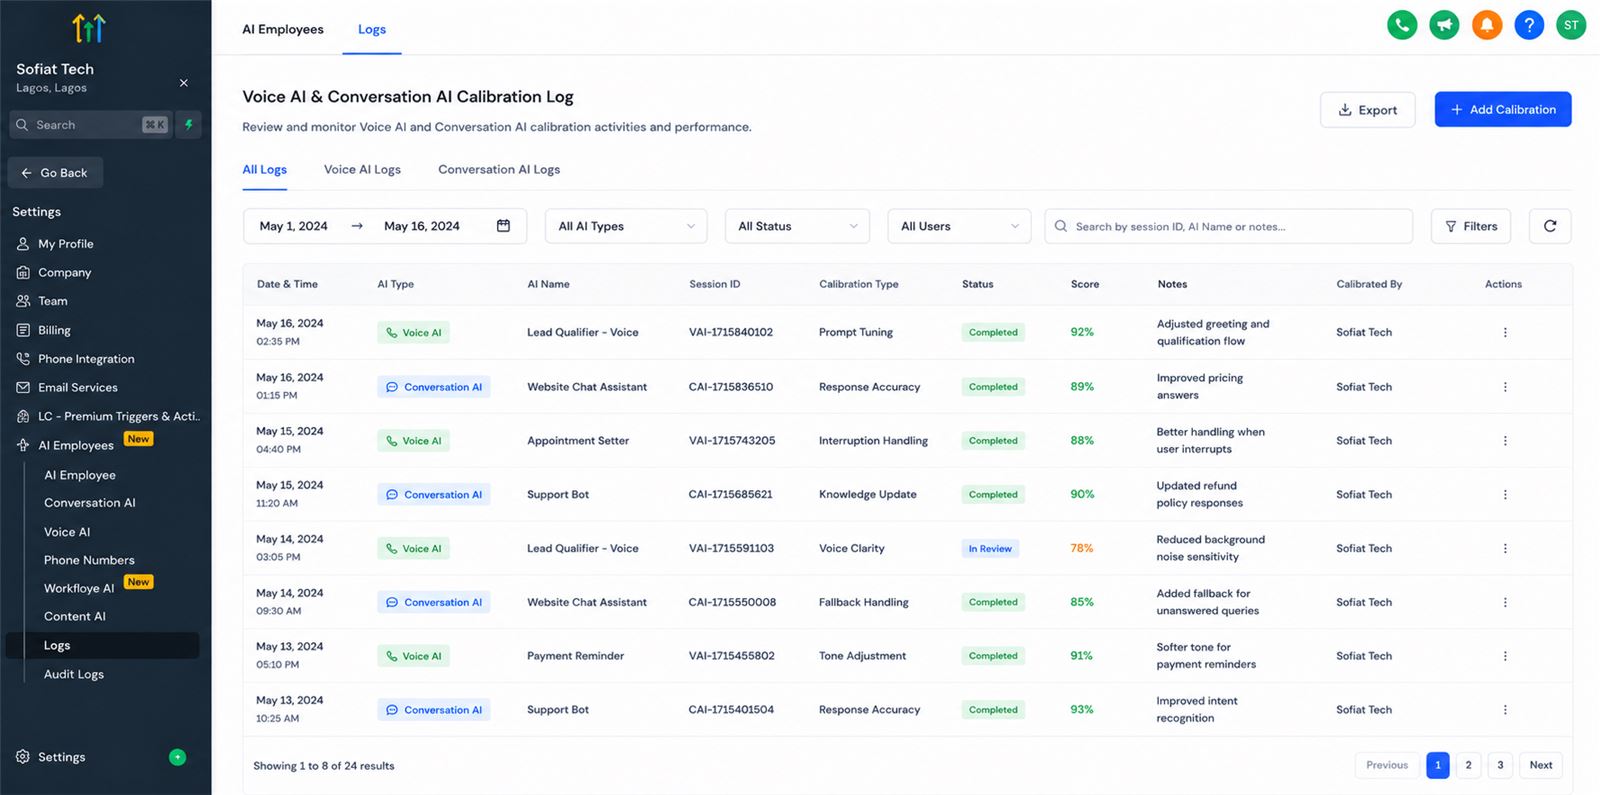 Sofiat Tech
Lagos, Lagos
Search
⌘ K
Go Back
Settings
My Profile
Company
Team
Billing
Phone Integration
Email Services
LC - Premium Triggers & Acti..
AI Employees New
AI Employee
Conversation AI
Voice AI
Phone Numbers
Workfloye AI New
Content AI
Logs
Audit Logs
Settings
AI Employees Logs
ST
Voice AI & Conversation AI Calibration Log
Review and monitor Voice AI and Conversation AI calibration activities and performance.
Export
+ Add Calibration
All Logs Voice AI Logs Conversation AI Logs
May 1, 2024 → May 16, 2024 All AI Types All Status All Users Search by session ID, AI Name or notes... Filters
Date & Time AI Type AI Name Session ID Calibration Type Status Score Notes Calibrated By Actions
May 16, 2024
02:35 PM
Voice AI Lead Qualifier - Voice VAI-1715840102 Prompt Tuning Completed 92%
Adjusted greeting and
qualification flow
Sofiat Tech
May 16, 2024
01:15 PM
Conversation AI Website Chat Assistant CAI-1715836510 Response Accuracy Completed 89%
Improved pricing
answers
Sofiat Tech
May 15, 2024
04:40 PM
Voice AI Appointment Setter VAI-1715743205 Interruption Handling Completed 88%
Better handling when
user interrupts
Sofiat Tech
May 15, 2024
11:20 AM
Conversation AI Support Bot CAI-1715685621 Knowledge Update Completed 90%
Updated refund
policy responses
Sofiat Tech
May 14, 2024
03:05 PM
Voice AI Lead Qualifier - Voice VAI-1715591103 Voice Clarity In Review 78%
Reduced background
noise sensitivity
Sofiat Tech
May 14, 2024
09:30 AM
Conversation AI Website Chat Assistant CAI-1715550008 Fallback Handling Completed 85%
Added fallback for
unanswered queries
Sofiat Tech
May 13, 2024
05:10 PM
Voice AI Payment Reminder VAI-1715455802 Tone Adjustment Completed 91%
Softer tone for
payment reminders
Sofiat Tech
May 13, 2024
10:25 AM
Conversation AI Support Bot CAI-1715401504 Response Accuracy Completed 93%
Improved intent
recognition
Sofiat Tech
Showing 1 to 8 of 24 results
Previous 1 2 3 Next